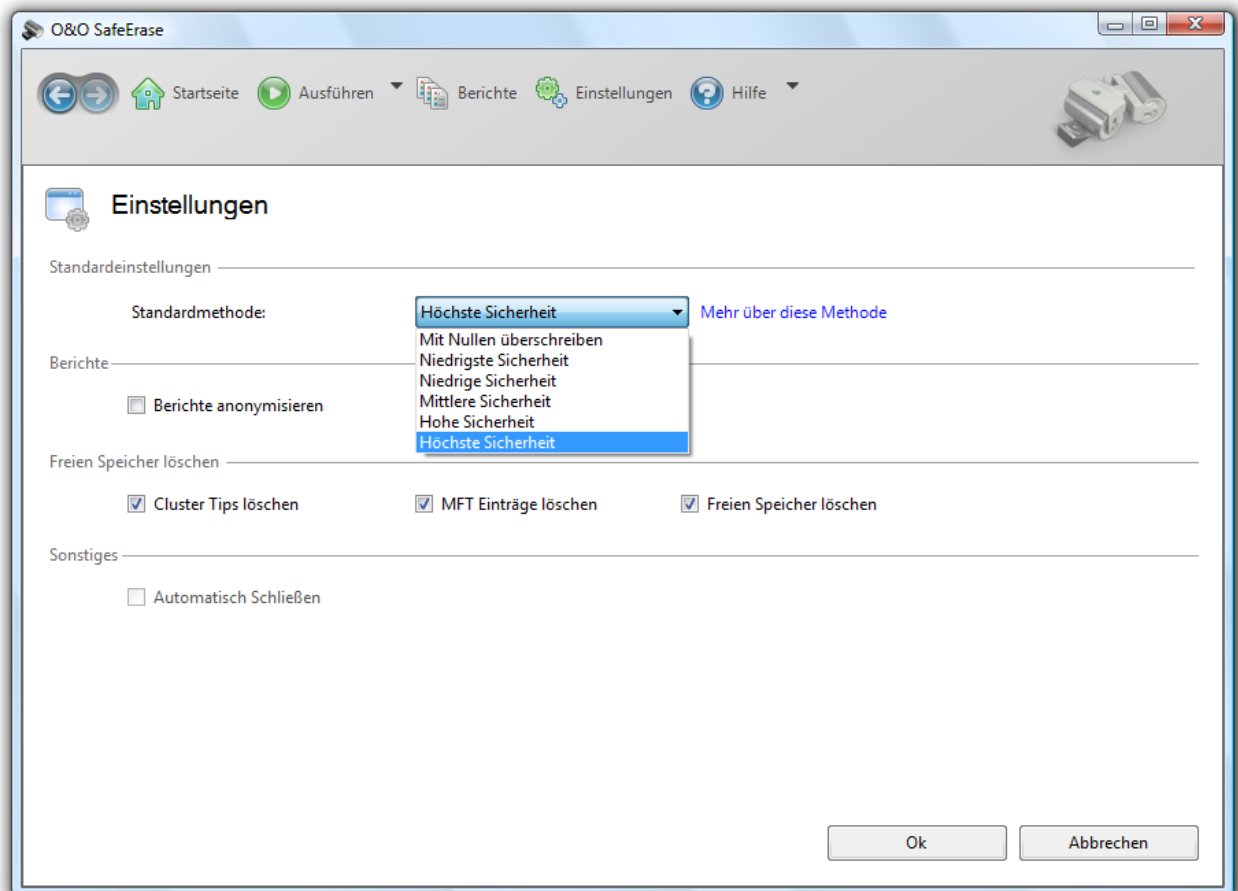 O&O SafeErase
Startseite Ausführen Berichte Einstellungen Hilfe
Einstellungen
Standardeinstellungen
Standardmethode: Höchste Sicherheit Mehr über diese Methode
Mit Nullen überschreiben
Niedrigste Sicherheit
Niedrige Sicherheit
Mittlere Sicherheit
Hohe Sicherheit
Höchste Sicherheit
Berichte
Berichte anonymisieren
Freien Speicher löschen
Cluster Tips löschen MFT Einträge löschen Freien Speicher löschen
Sonstiges
Automatisch Schließen
Ok Abbrechen